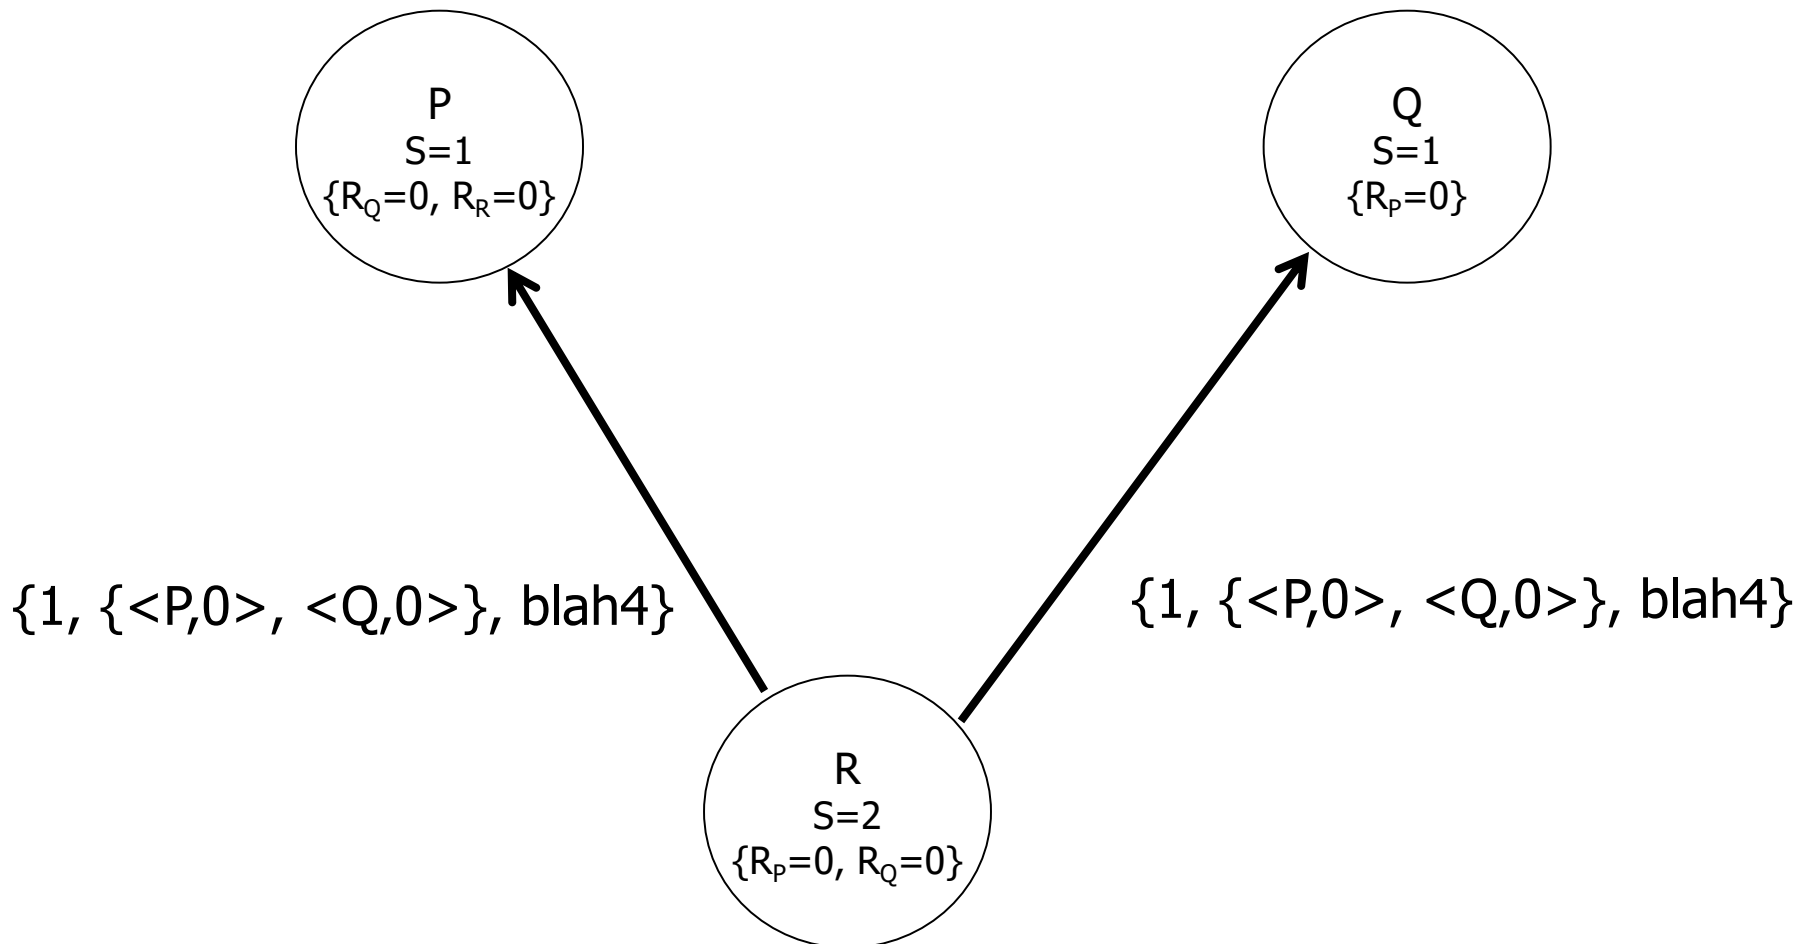 P
S=1
{R_Q=0, R_R=0}
Q
S=1
{R_P=0}
{1, {<P,0>, <Q,0>}, blah4}
{1, {<P,0>, <Q,0>}, blah4}
R
S=2
{R_P=0, R_Q=0}